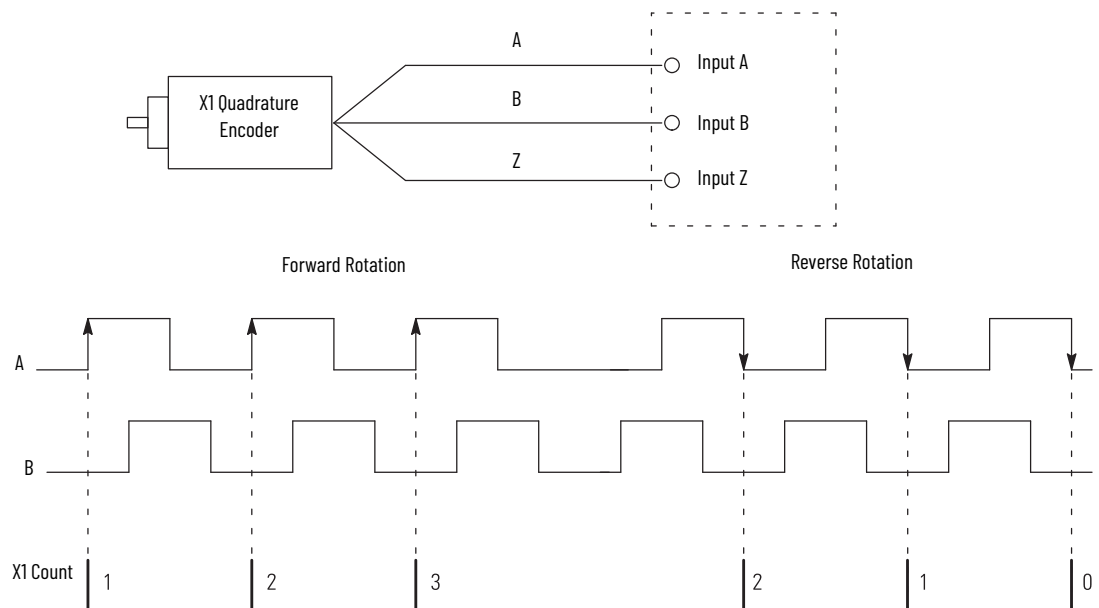 A
Input A
X1 Quadrature
Encoder
B
Input B
Z
Input Z
Forward Rotation
Reverse Rotation
A
B
X1 Count
1
2
3
2
1
0